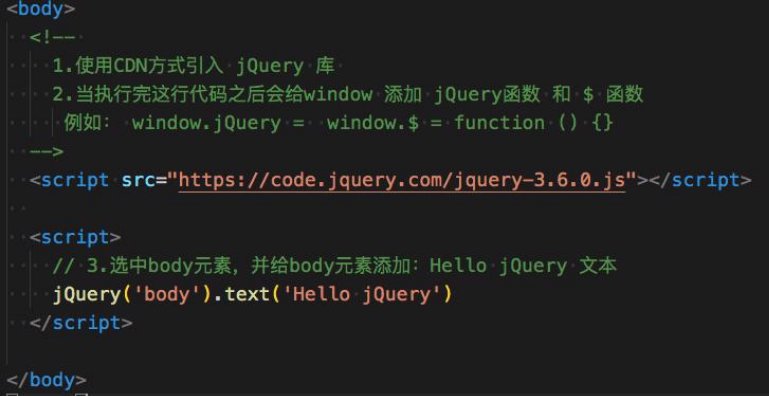 <body>
<!--
1.使用CDN方式引入 jQuery 库
2.当执行完这行代码之后会给window 添加 jQuery函数 和 $ 函数
例如： window.jQuery =  window.$ = function () {}
-->
<script src="https://code.jquery.com/jquery-3.6.0.js"></script>
<script>
// 3.选中body元素，并给body元素添加：Hello jQuery 文本
jQuery('body').text('Hello jQuery')
</script>
</body>